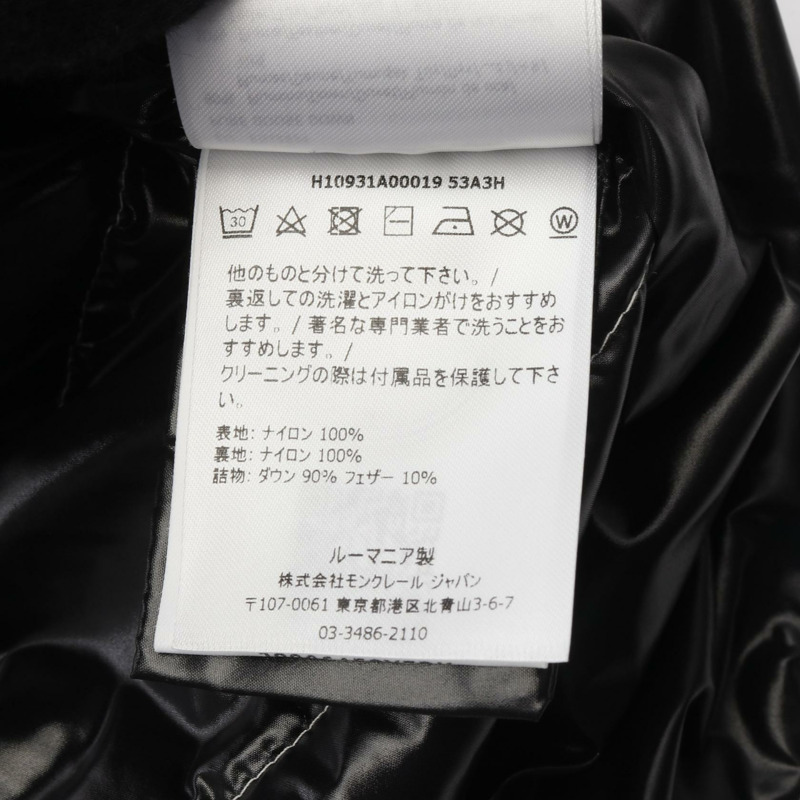 H10931A00019 53A3H
30
W
他のものと分けて洗って下さい。/
裏返しての洗濯とアイロンがけをおすすめ
します。/ 著名な専門業者で洗うことをお
すすめします。/
クリーニングの際は付属品を保護して下さ
い。
表地: ナイロン 100%
裏地: ナイロン 100%
詰物: ダウン 90% フェザー 10%
ルーマニア製
株式会社モンクレール ジャパン
〒107-0061 東京都港区北青山3-6-7
03-3486-2110